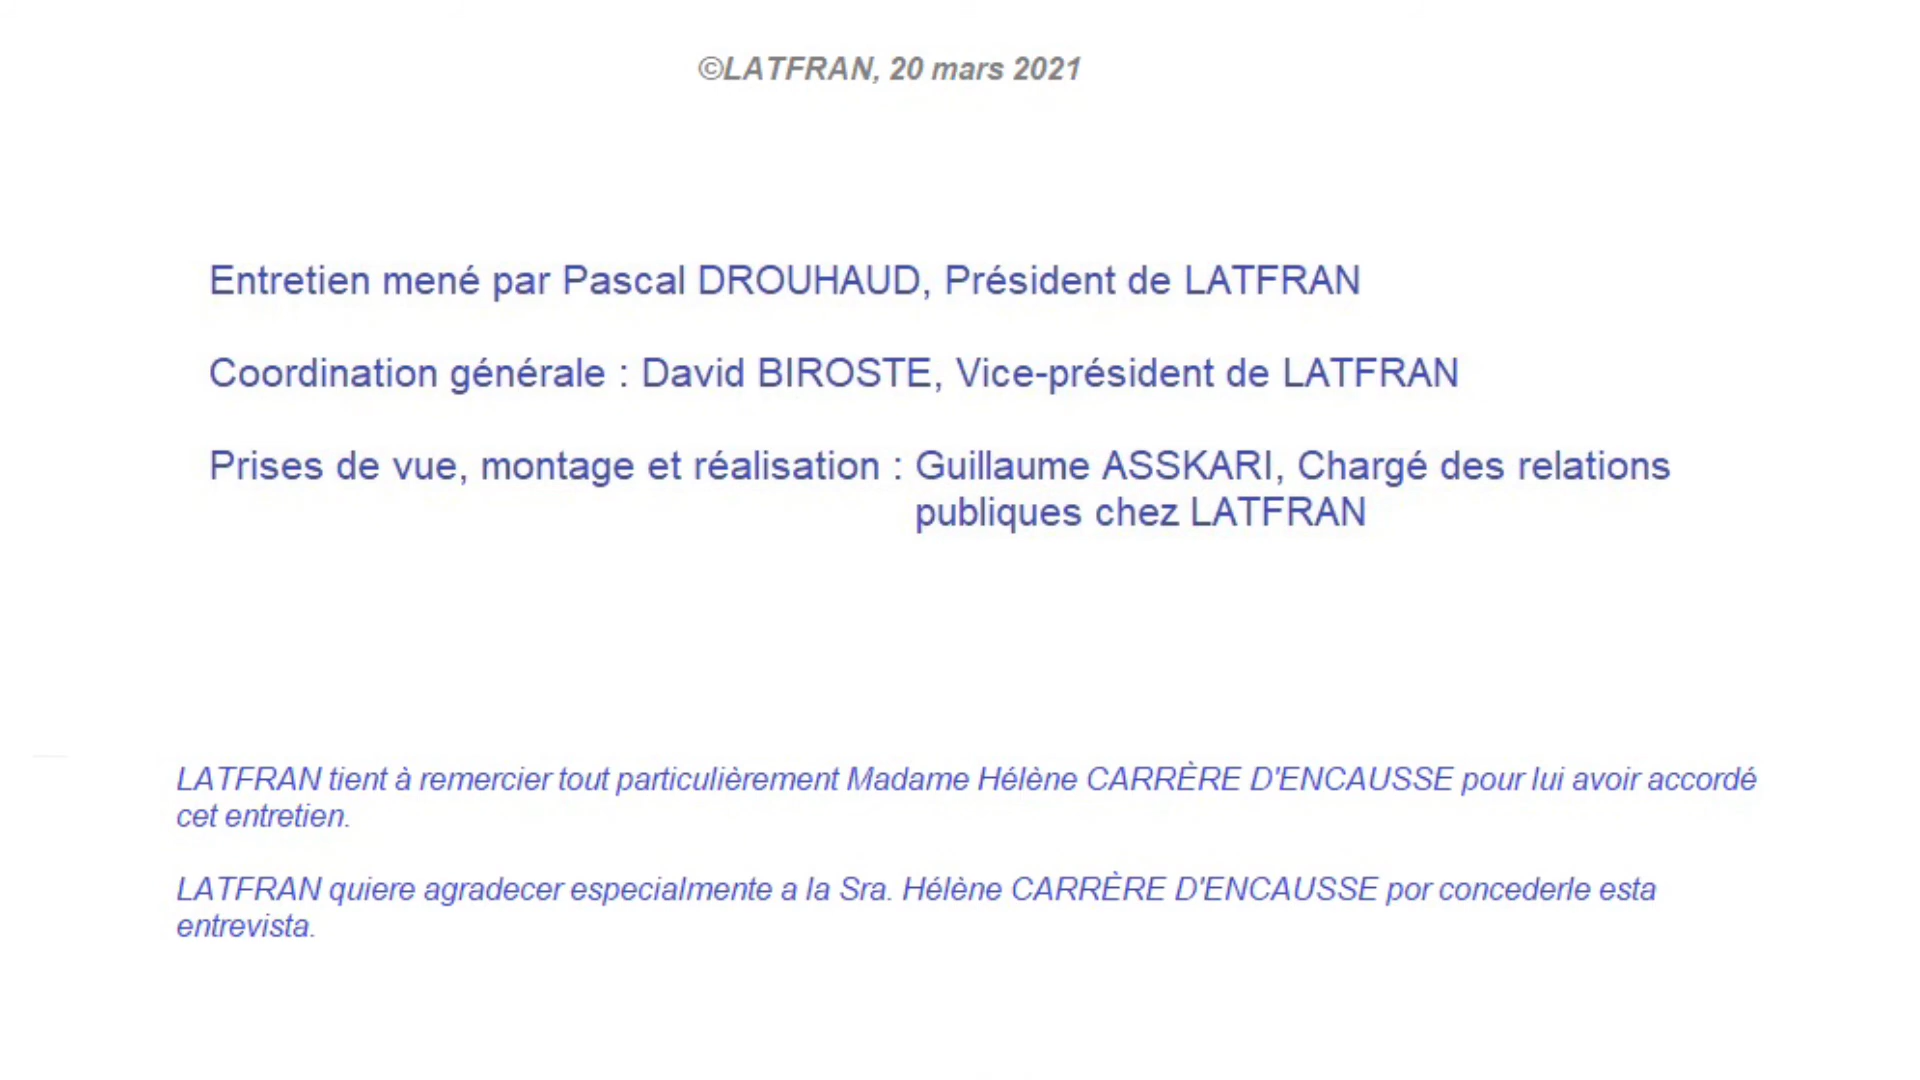 ©LATFRAN, 20 mars 2021
Entretien mené par Pascal DROUHAUD, Président de LATFRAN
Coordination générale : David BIROSTE, Vice-président de LATFRAN
Prises de vue, montage et réalisation : Guillaume ASSKARI, Chargé des relations
publiques chez LATFRAN
LATFRAN tient à remercier tout particulièrement Madame Hélène CARRÈRE D'ENCAUSSE pour lui avoir accordé
cet entretien.
LATFRAN quiere agradecer especialmente a la Sra. Hélène CARRÈRE D'ENCAUSSE por concederle esta
entrevista.